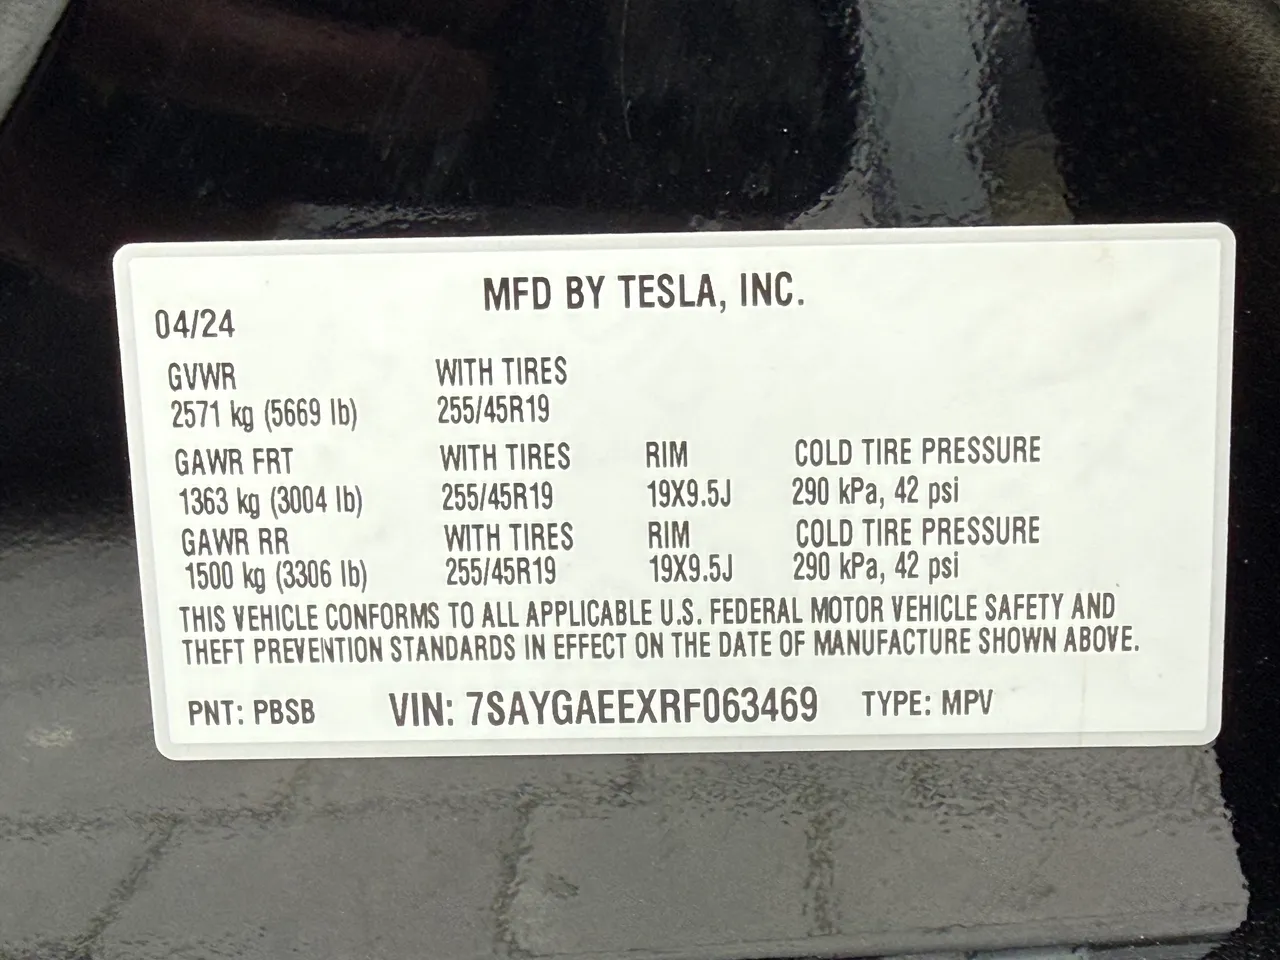 MFD BY TESLA, INC.
04/24
GVWR WITH TIRES
2571 kg (5669 lb) 255/45R19
GAWR FRT WITH TIRES RIM COLD TIRE PRESSURE
1363 kg (3004 lb) 255/45R19 19X9.5J 290 kPa, 42 psi
GAWR RR WITH TIRES RIM COLD TIRE PRESSURE
1500 kg (3306 lb) 255/45R19 19X9.5J 290 kPa, 42 psi
THIS VEHICLE CONFORMS TO ALL APPLICABLE U.S. FEDERAL MOTOR VEHICLE SAFETY AND
THEFT PREVENTION STANDARDS IN EFFECT ON THE DATE OF MANUFACTURE SHOWN ABOVE.
PNT: PBSB VIN: 7SAYGAEEXRF063469 TYPE: MPV